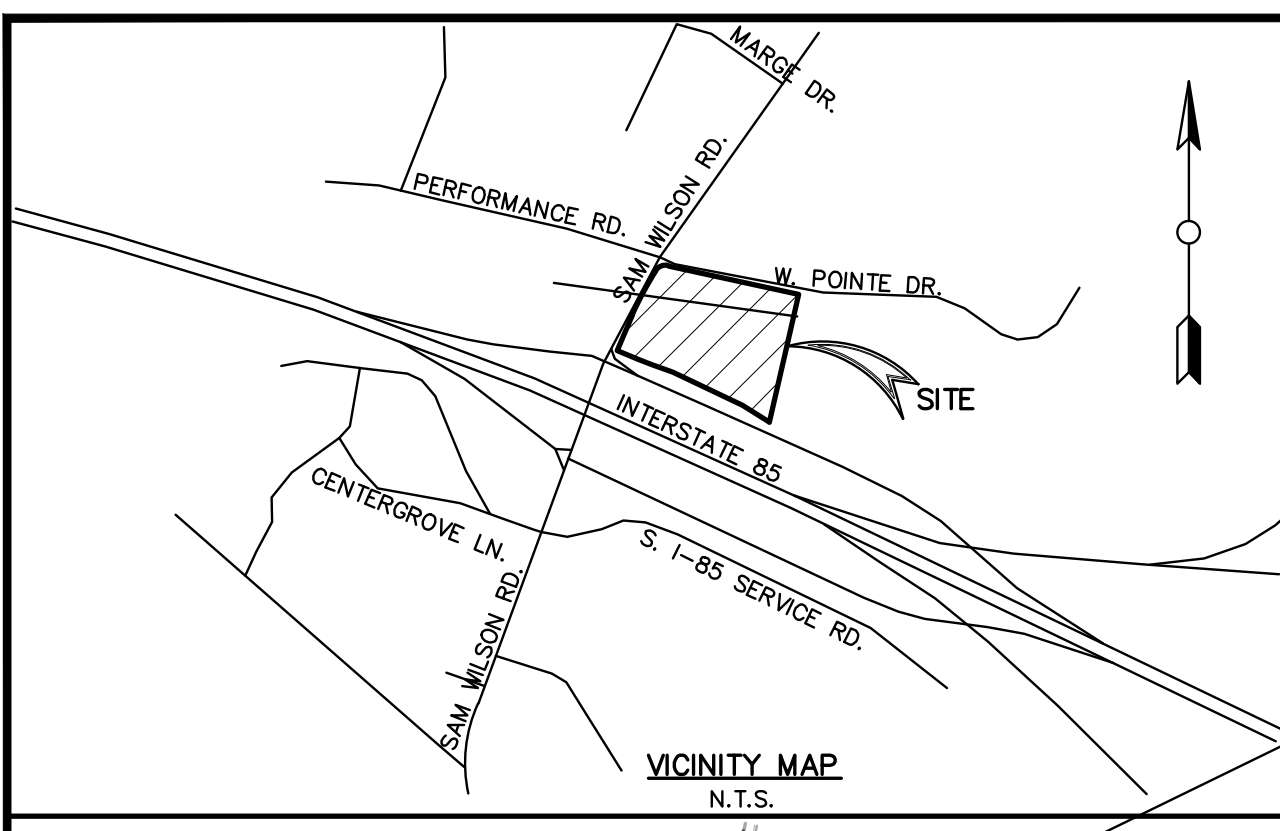 MARGE DR.
SAM WILSON RD.
PERFORMANCE RD.
W. POINTE DR.
SITE
INTERSTATE 85
CENTERGROVE LN.
S. I-85 SERVICE RD.
SAM WILSON RD.
VICINITY MAP
N.T.S.